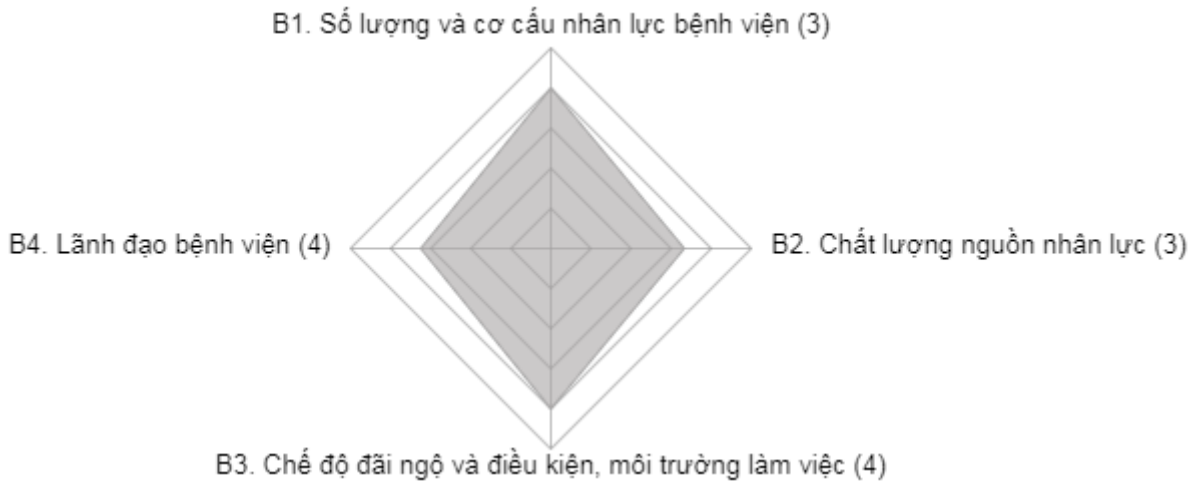 B1. Số lượng và cơ cấu nhân lực bệnh viện (3)
B4. Lãnh đạo bệnh viện (4)
B2. Chất lượng nguồn nhân lực (3)
B3. Chế độ đãi ngộ và điều kiện, môi trường làm việc (4)